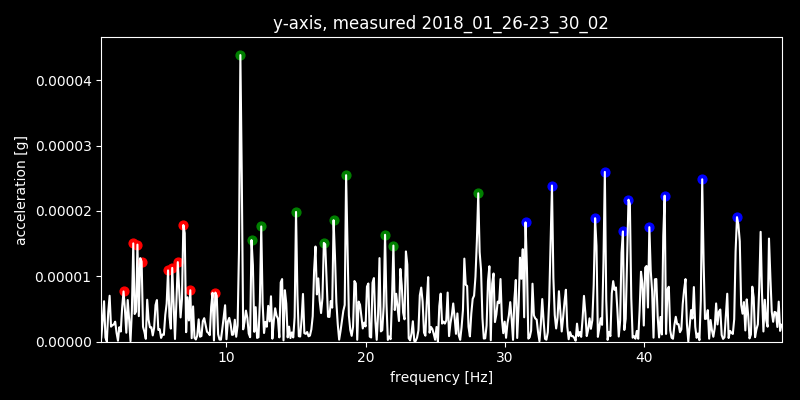 y-axis, measured 2018_01_26-23_30_02
acceleration [g]
0.00004
0.00003
0.00002
0.00001
0.00000
10 20 30 40
frequency [Hz]